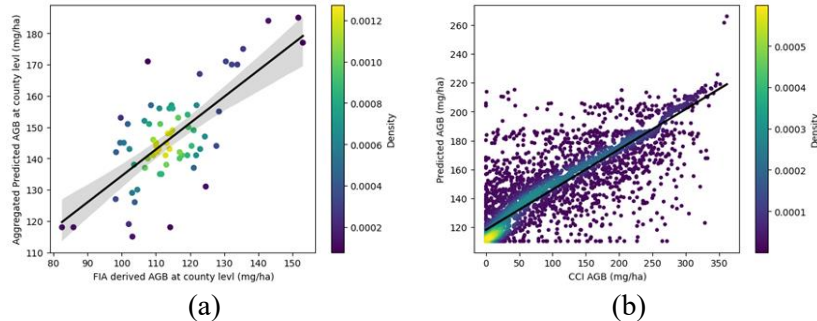 180
170
160
150
140
130
120
110
80 90 100 110 120 130 140 150
Aggregated Predicted AGB at county levl (mg/ha)
FIA derived AGB at county levl (mg/ha)
0.0012
0.0010
0.0008
0.0006
0.0004
0.0002
Density
(a)
260
240
220
200
180
160
140
120
0 50 100 150 200 250 300 350
Predicted AGB (mg/ha)
CCI AGB (mg/ha)
0.0005
0.0004
0.0003
0.0002
0.0001
Density
(b)